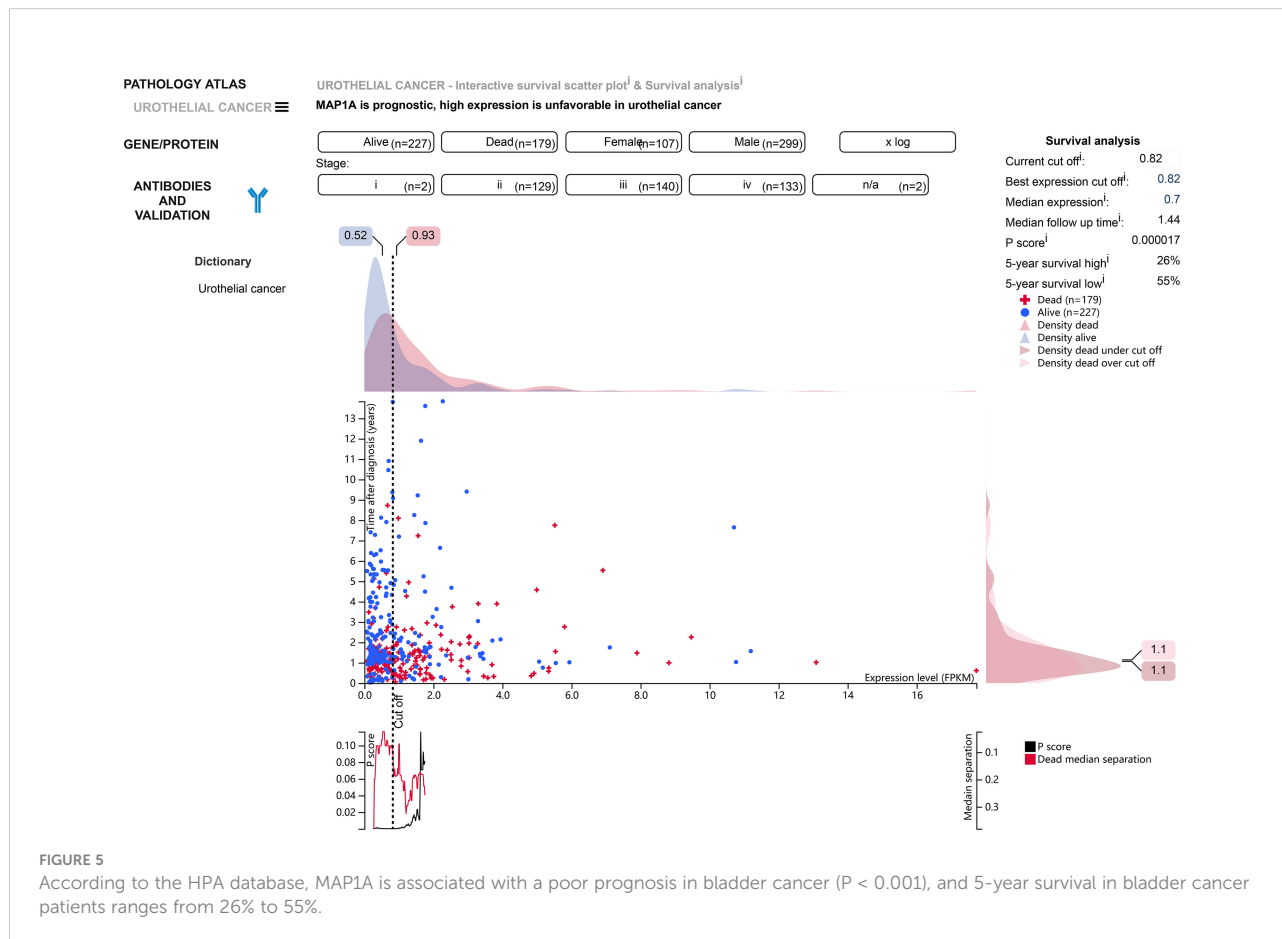 PATHOLOGY ATLAS
UROTHELIAL CANCER - Interactive survival scatter plot i & Survival analysis i
UROTHELIAL CANCER
MAP1A is prognostic, high expression is unfavorable in urothelial cancer
GENE/PROTEIN
Alive (n=227)
Dead (n=179)
Female (n=107)
Male (n=299)
x log
Stage:
i (n=2)
ii (n=129)
iii (n=140)
iv (n=133)
n/a (n=2)
ANTIBODIES
AND
VALIDATION
Dictionary
Urothelial cancer
Survival analysis
Current cut off i: 0.82
Best expression cut off i: 0.82
Median expression i: 0.7
Median follow up time i: 1.44
P score i 0.000017
5-year survival high i 26%
5-year survival low i 55%
Dead (n=179)
Alive (n=227)
Density dead
Density alive
Density dead under cut off
Density dead over cut off
0.52
0.93
Time after diagnosis (years)
13
12
11
10
9
8
7
6
5
4
3
2
1
0
Expression level (FPKM)
0.0 2.0 4.0 6.0 8.0 10 12 14 16
Cut off
1.1
1.1
P score
0.10
0.08
0.06
0.04
0.02
Medain separation
0.1
0.2
0.3
P score
Dead median separation
FIGURE 5
According to the HPA database, MAP1A is associated with a poor prognosis in bladder cancer (P < 0.001), and 5-year survival in bladder cancer
patients ranges from 26% to 55%.